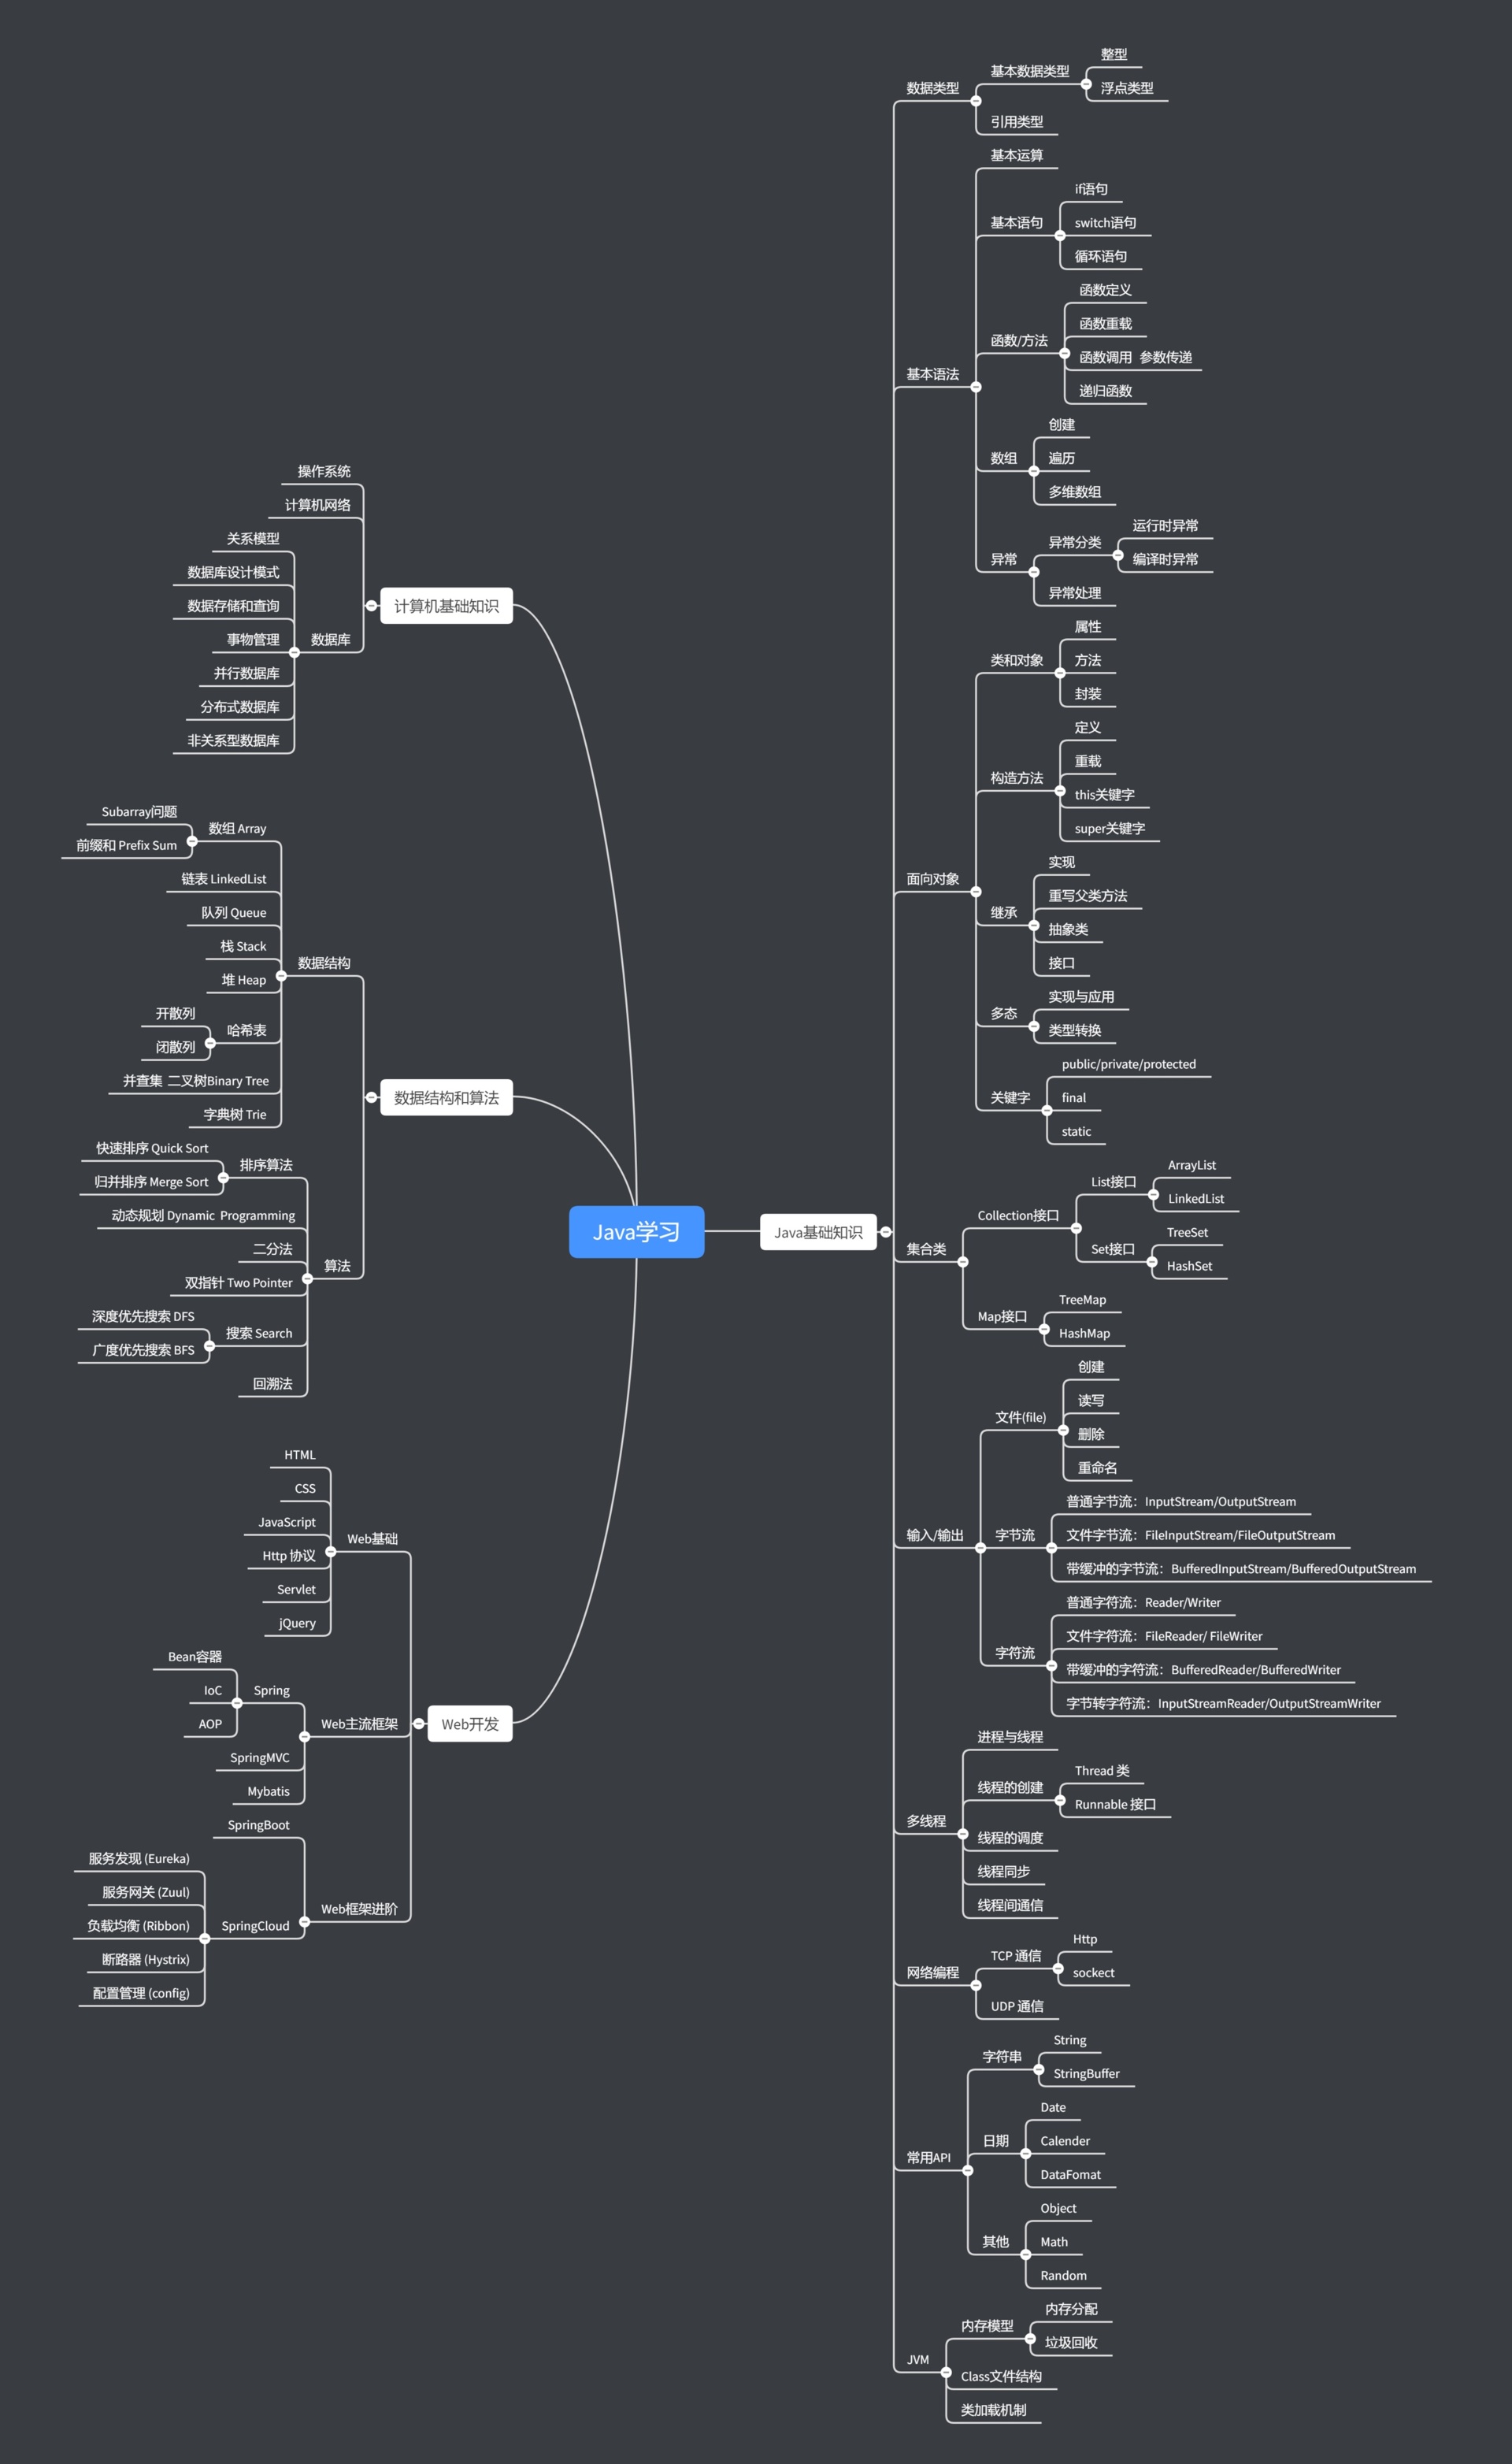 Java学习
计算机基础知识
操作系统
计算机网络
数据库
关系模型
数据库设计模式
数据存储和查询
事物管理
并行数据库
分布式数据库
非关系型数据库
数据结构和算法
数据结构
数组 Array
Subarray问题
前缀和 Prefix Sum
链表 LinkedList
队列 Queue
栈 Stack
堆 Heap
哈希表
开散列
闭散列
并查集 二叉树Binary Tree
字典树 Trie
算法
排序算法
快速排序 Quick Sort
归并排序 Merge Sort
动态规划 Dynamic Programming
二分法
双指针 Two Pointer
搜索 Search
深度优先搜索 DFS
广度优先搜索 BFS
回溯法
Web开发
Web基础
HTML
CSS
JavaScript
Http 协议
Servlet
jQuery
Web主流框架
Spring
Bean容器
IoC
AOP
SpringMVC
Mybatis
Web框架进阶
SpringBoot
SpringCloud
服务发现 (Eureka)
服务网关 (Zuul)
负载均衡 (Ribbon)
断路器 (Hystrix)
配置管理 (config)
Java基础知识
数据类型
基本数据类型
整型
浮点类型
引用类型
基本语法
基本运算
基本语句
if语句
switch语句
循环语句
函数/方法
函数定义
函数重载
函数调用 参数传递
递归函数
数组
创建
遍历
多维数组
异常
异常分类
运行时异常
编译时异常
异常处理
面向对象
类和对象
属性
方法
封装
构造方法
定义
重载
this关键字
super关键字
继承
实现
重写父类方法
抽象类
接口
多态
实现与应用
类型转换
关键字
public/private/protected
final
static
集合类
Collection接口
List接口
ArrayList
LinkedList
Set接口
TreeSet
HashSet
Map接口
TreeMap
HashMap
输入/输出
文件(file)
创建
读写
删除
重命名
字节流
普通字节流：InputStream/OutputStream
文件字节流：FileInputStream/FileOutputStream
带缓冲的字节流：BufferedInputStream/BufferedOutputStream
字符流
普通字符流：Reader/Writer
文件字符流：FileReader/ FileWriter
带缓冲的字符流：BufferedReader/BufferedWriter
字节转字符流：InputStreamReader/OutputStreamWriter
多线程
进程与线程
线程的创建
Thread 类
Runnable 接口
线程的调度
线程同步
线程间通信
网络编程
TCP 通信
Http
sockect
UDP 通信
常用API
字符串
String
StringBuffer
日期
Date
Calender
DataFomat
其他
Object
Math
Random
JVM
内存模型
内存分配
垃圾回收
Class文件结构
类加载机制